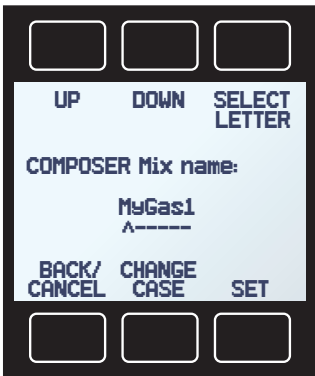 UP DOWN SELECT
LETTER
COMPOSER Mix name:
MyGas1
^-----
BACK/ CHANGE
CANCEL CASE SET